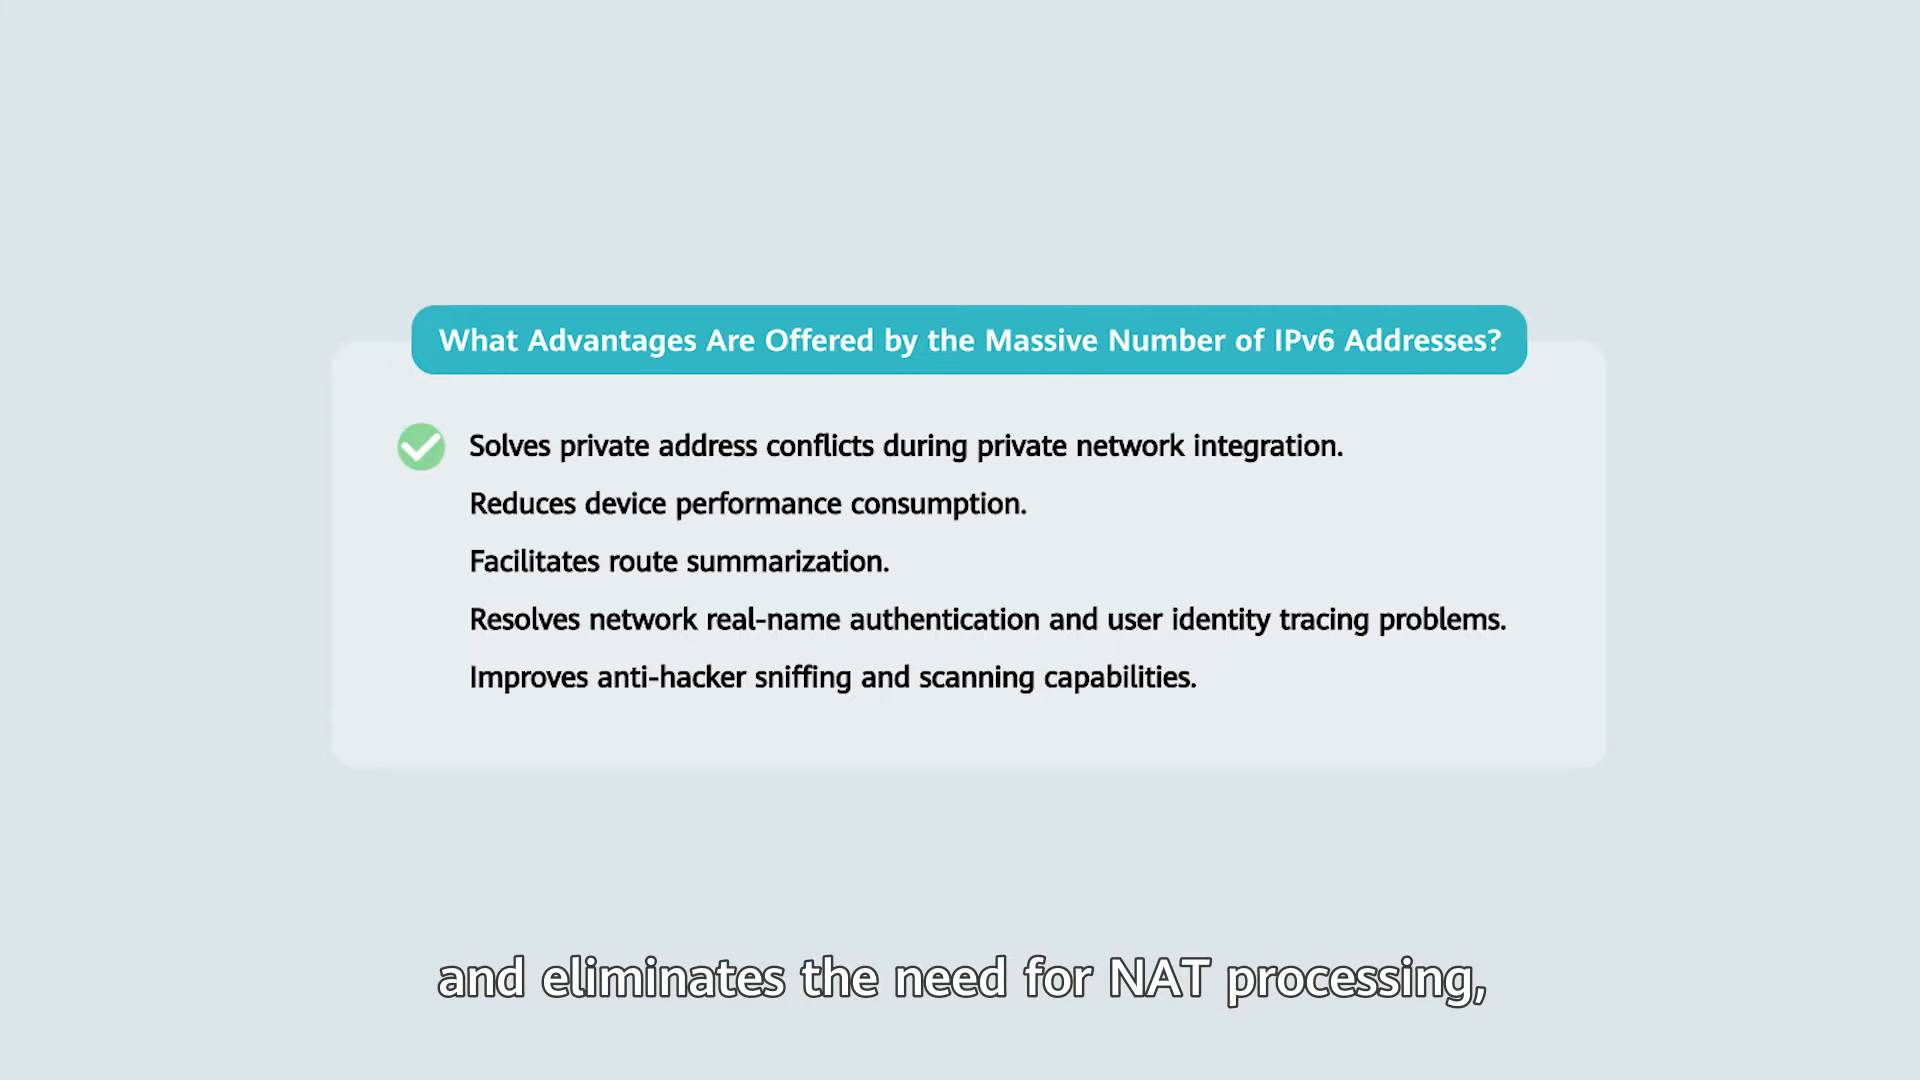 What Advantages Are Offered by the Massive Number of IPv6 Addresses?
Solves private address conflicts during private network integration.
Reduces device performance consumption.
Facilitates route summarization.
Resolves network real-name authentication and user identity tracing problems.
Improves anti-hacker sniffing and scanning capabilities.
and eliminates the need for NAT processing,